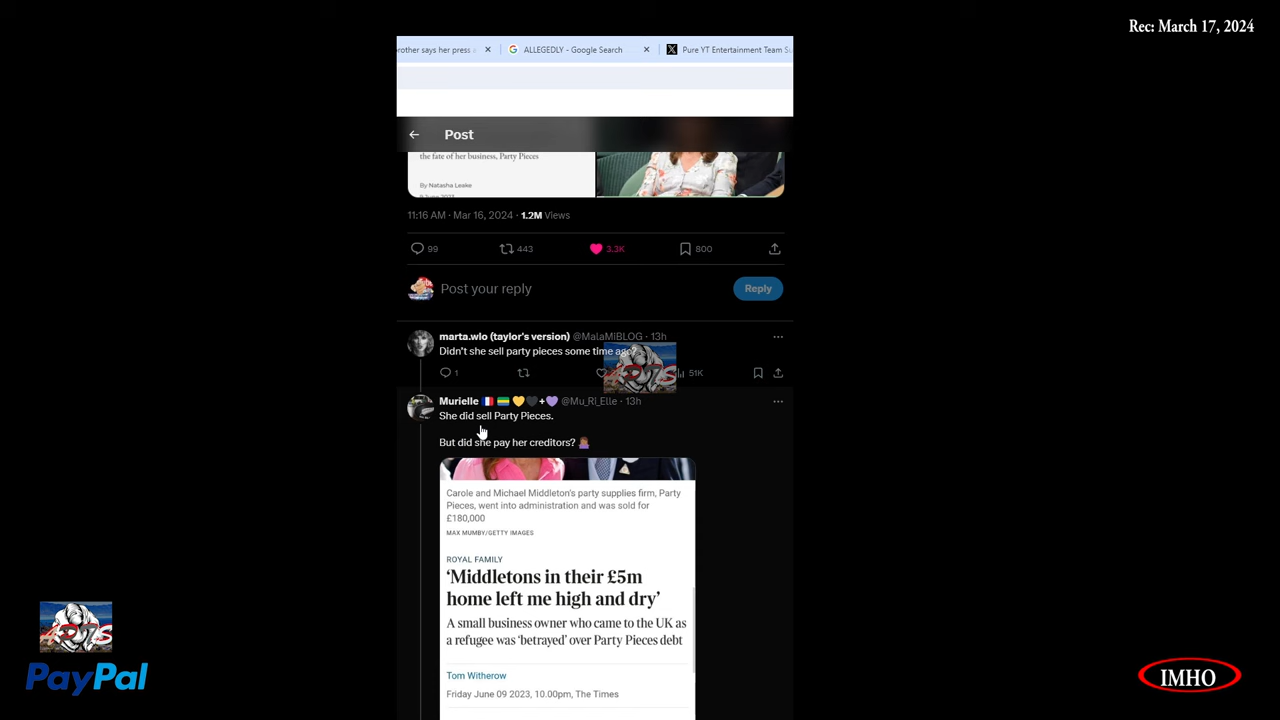 Rec: March 17, 2024
brother says her press
ALLEGEDLY - Google Search
Pure YT Entertainment Team
Post
the fate of her business, Party Pieces
By Natasha Leake
9 June 2023
11:16 AM · Mar 16, 2024 · 1.2M Views
99
443
3.3K
800
Post your reply
Reply
marta.wlo (taylor's version) @MalaMiBLOG · 13h
Didn't she sell party pieces some time ago?
1
51K
Murielle 🇫🇷 🇬🇦 💛🖤+💜 @Mu_Ri_Elle · 13h
She did sell Party Pieces.
But did she pay her creditors? 🤷🏾‍♀️
Carole and Michael Middleton's party supplies firm, Party
Pieces, went into administration and was sold for
£180,000
MAX MUMBY/GETTY IMAGES
ROYAL FAMILY
‘Middletons in their £5m
home left me high and dry’
A small business owner who came to the UK as
a refugee was ‘betrayed’ over Party Pieces debt
Tom Witherow
Friday June 09 2023, 10.00pm, The Times
PayPal
IMHO